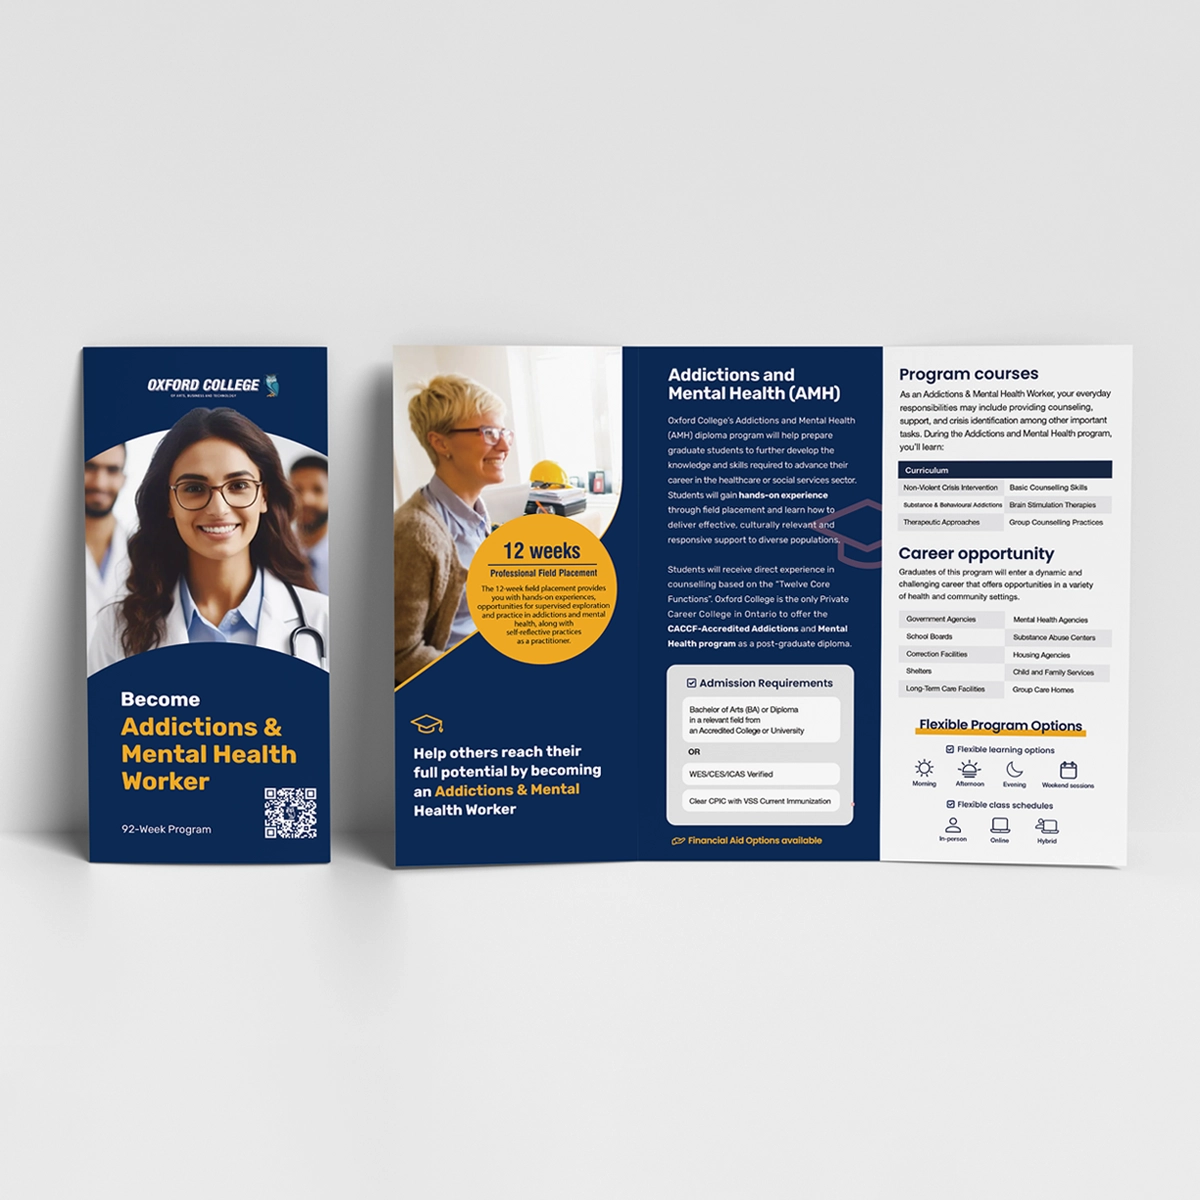 OXFORD COLLEGE
OF ARTS, BUSINESS AND TECHNOLOGY
Become
Addictions &
Mental Health
Worker
92-Week Program
12 weeks
Professional Field Placement
The 12-week field placement provides
you with hands-on experiences,
opportunities for supervised exploration
and practice in addictions and mental
health, along with
self-reflective practices
as a practitioner.
Help others reach their
full potential by becoming
an Addictions & Mental
Health Worker
Addictions and
Mental Health (AMH)
Oxford College's Addictions and Mental Health
(AMH) diploma program will help prepare
graduate students to further develop the
knowledge and skills required to advance their
career in the healthcare or social services sector.
Students will gain hands-on experience
through field placement and learn how to
deliver effective, culturally relevant and
responsive support to diverse populations.
Students will receive direct experience in
counselling based on the "Twelve Core
Functions". Oxford College is the only Private
Career College in Ontario to offer the
CACCF-Accredited Addictions and Mental
Health program as a post-graduate diploma.
Admission Requirements
Bachelor of Arts (BA) or Diploma
in a relevant field from
an Accredited College or University
OR
WES/CES/ICAS Verified
Clear CPIC with VSS Current Immunization
Financial Aid Options available
Program courses
As an Addictions & Mental Health Worker, your everyday
responsibilities may include providing counseling,
support, and crisis identification among other important
tasks. During the Addictions and Mental Health program,
you'll learn:
Curriculum
Non-Violent Crisis Intervention Basic Counselling Skills
Substance & Behavioural Addictions Brain Stimulation Therapies
Therapeutic Approaches Group Counselling Practices
Career opportunity
Graduates of this program will enter a dynamic and
challenging career that offers opportunities in a variety
of health and community settings.
Government Agencies Mental Health Agencies
School Boards Substance Abuse Centers
Correction Facilities Housing Agencies
Shelters Child and Family Services
Long-Term Care Facilities Group Care Homes
Flexible Program Options
Flexible learning options
Morning Afternoon Evening Weekend sessions
Flexible class schedules
In-person Online Hybrid